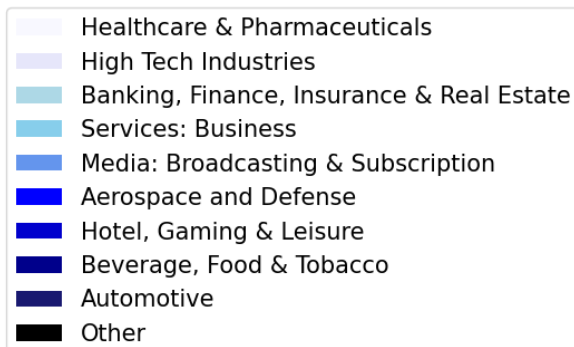 Healthcare & Pharmaceuticals
High Tech Industries
Banking, Finance, Insurance & Real Estate
Services: Business
Media: Broadcasting & Subscription
Aerospace and Defense
Hotel, Gaming & Leisure
Beverage, Food & Tobacco
Automotive
Other